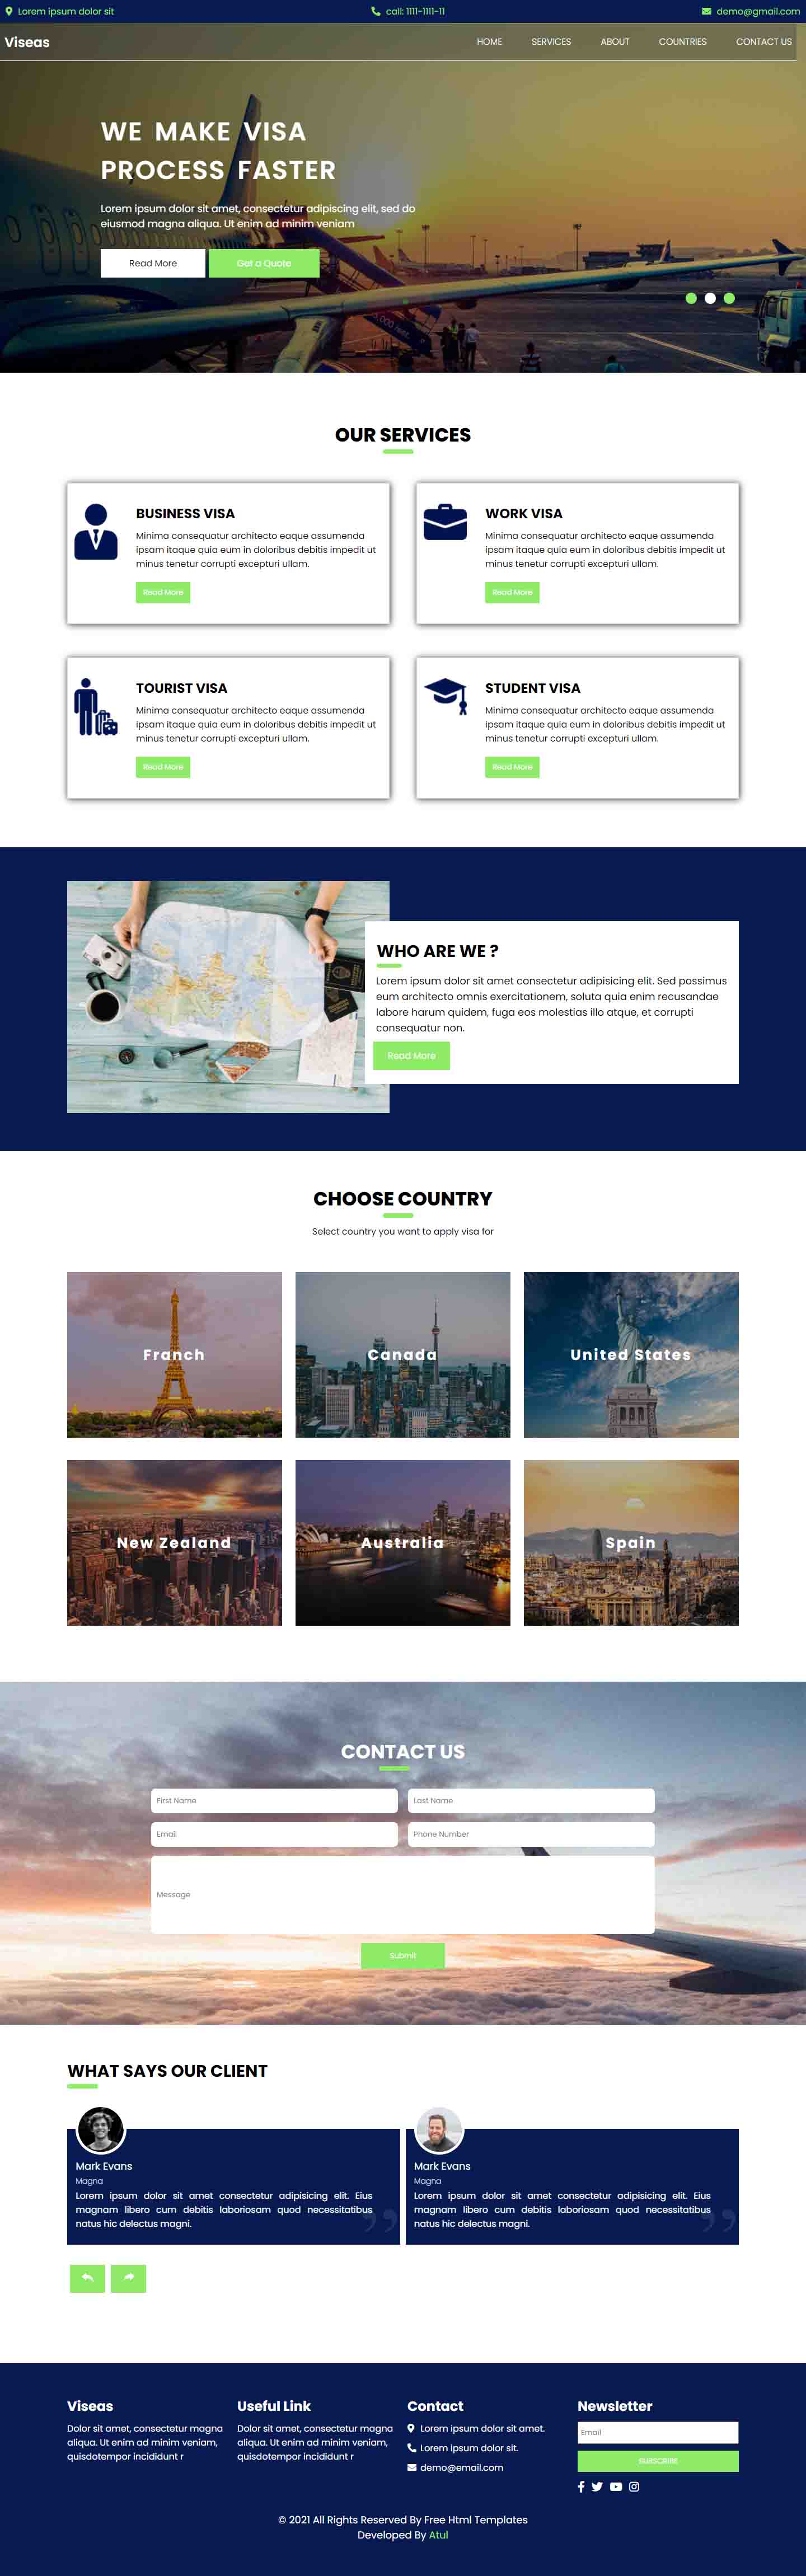 Lorem ipsum dolor sit
call: 1111-1111-11
demo@gmail.com
Viseas
HOME
SERVICES
ABOUT
COUNTRIES
CONTACT US
WE MAKE VISA
PROCESS FASTER
Lorem ipsum dolor sit amet, consectetur adipiscing elit, sed do
eiusmod magna aliqua. Ut enim ad minim veniam
Read More
Get a Quote
OUR SERVICES
BUSINESS VISA
Minima consequatur architecto eaque assumenda
ipsam itaque quia eum in doloribus debitis impedit ut
minus tenetur corrupti excepturi ullam.
Read More
WORK VISA
Minima consequatur architecto eaque assumenda
ipsam itaque quia eum in doloribus debitis impedit ut
minus tenetur corrupti excepturi ullam.
Read More
TOURIST VISA
Minima consequatur architecto eaque assumenda
ipsam itaque quia eum in doloribus debitis impedit ut
minus tenetur corrupti excepturi ullam.
Read More
STUDENT VISA
Minima consequatur architecto eaque assumenda
ipsam itaque quia eum in doloribus debitis impedit ut
minus tenetur corrupti excepturi ullam.
Read More
WHO ARE WE ?
Lorem ipsum dolor sit amet consectetur adipisicing elit. Sed possimus
eum architecto omnis exercitationem, soluta quia enim recusandae
labore harum quidem, fuga eos molestias illo atque, et corrupti
consequatur non.
Read More
CHOOSE COUNTRY
Select country you want to apply visa for
Franch
Canada
United States
New Zealand
Australia
Spain
CONTACT US
First Name
Last Name
Email
Phone Number
Message
Submit
WHAT SAYS OUR CLIENT
Mark Evans
Magna
Lorem ipsum dolor sit amet consectetur adipisicing elit. Eius
magnam libero cum debitis laboriosam quod necessitatibus
natus hic delectus magni.
Mark Evans
Magna
Lorem ipsum dolor sit amet consectetur adipisicing elit. Eius
magnam libero cum debitis laboriosam quod necessitatibus
natus hic delectus magni.
Viseas
Dolor sit amet, consectetur magna
aliqua. Ut enim ad minim veniam,
quisdotempor incididunt r
Useful Link
Dolor sit amet, consectetur magna
aliqua. Ut enim ad minim veniam,
quisdotempor incididunt r
Contact
Lorem ipsum dolor sit amet.
Lorem ipsum dolor sit.
demo@email.com
Newsletter
Email
SUBSCRIBE
© 2021 All Rights Reserved By Free Html Templates
Developed By Atul